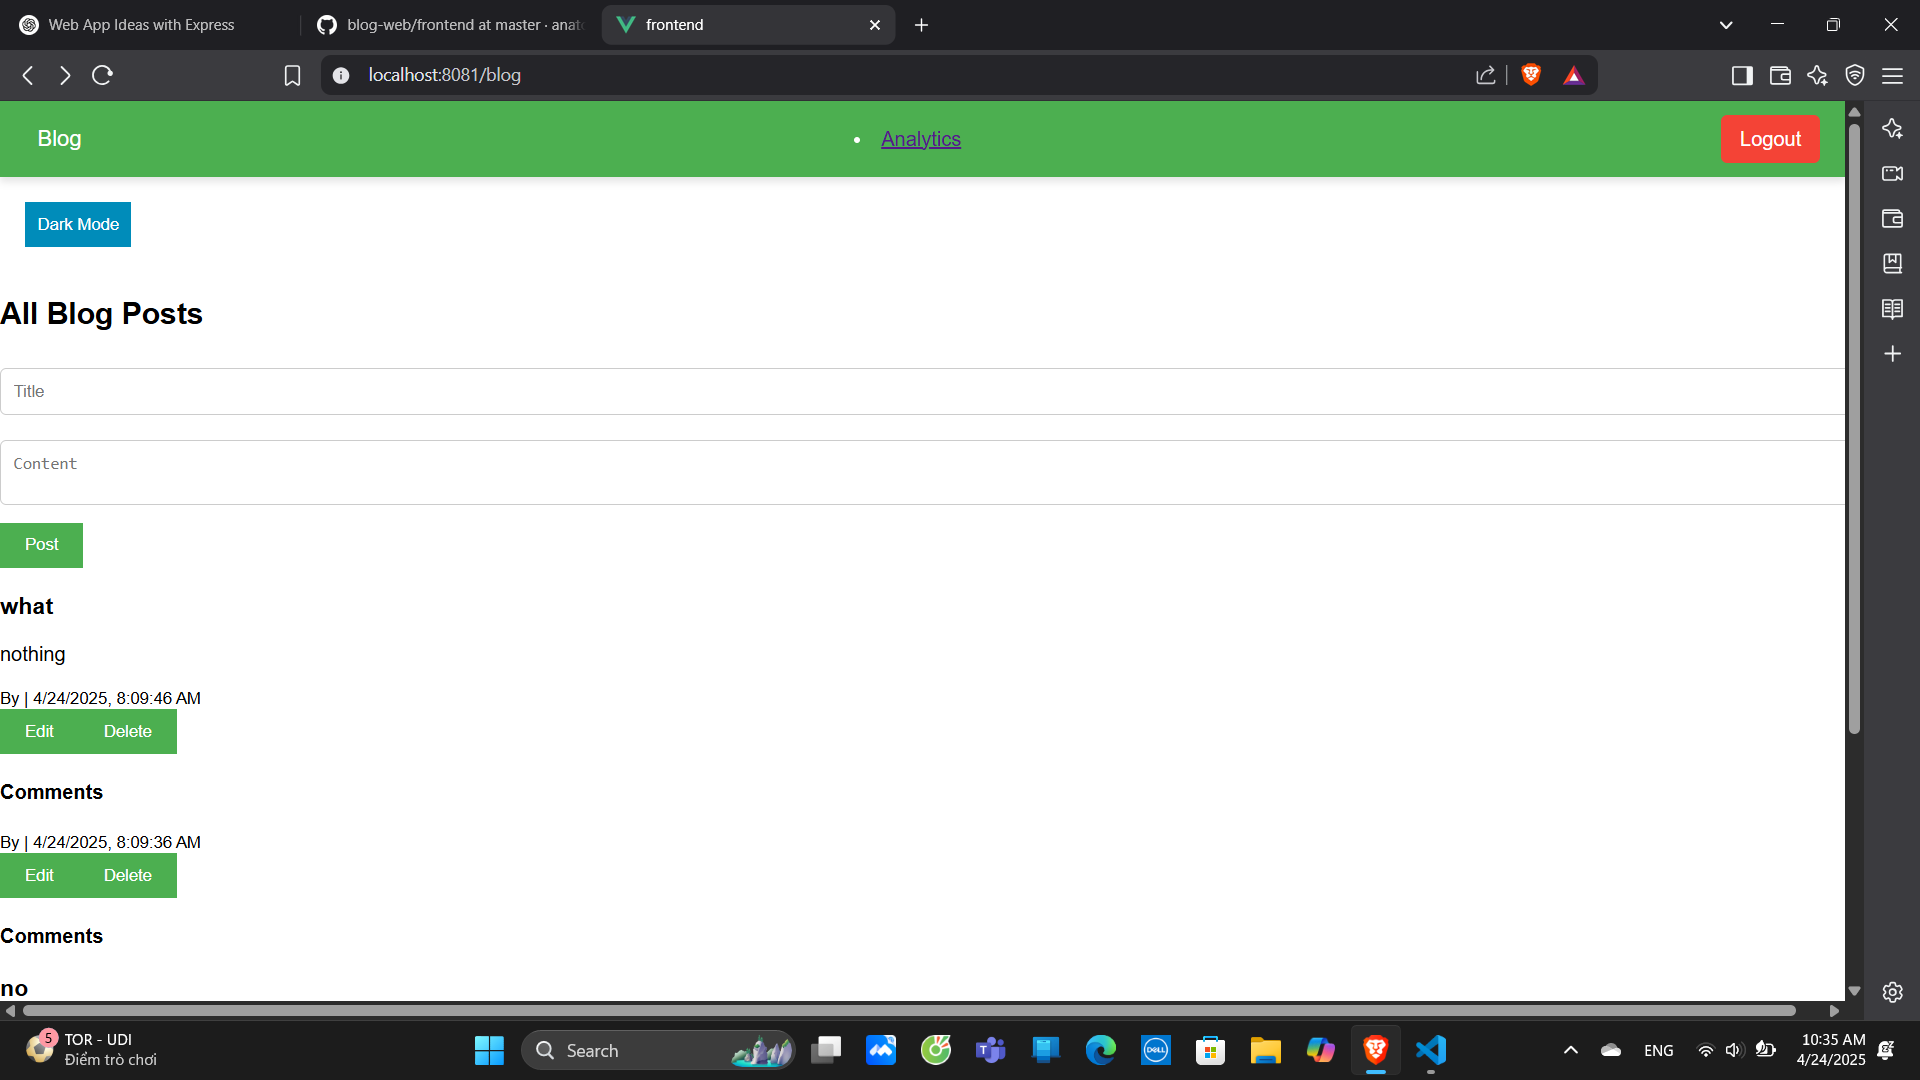 Web App Ideas with Express
blog-web/frontend at master · anat
frontend
localhost:8081/blog
Blog
• Analytics
Logout
Dark Mode
All Blog Posts
Title
Content
Post
what
nothing
By | 4/24/2025, 8:09:46 AM
Edit Delete
Comments
By | 4/24/2025, 8:09:36 AM
Edit Delete
Comments
no
5
TOR - UDI
Điểm trò chơi
Search
DELL
ENG
10:35 AM
4/24/2025